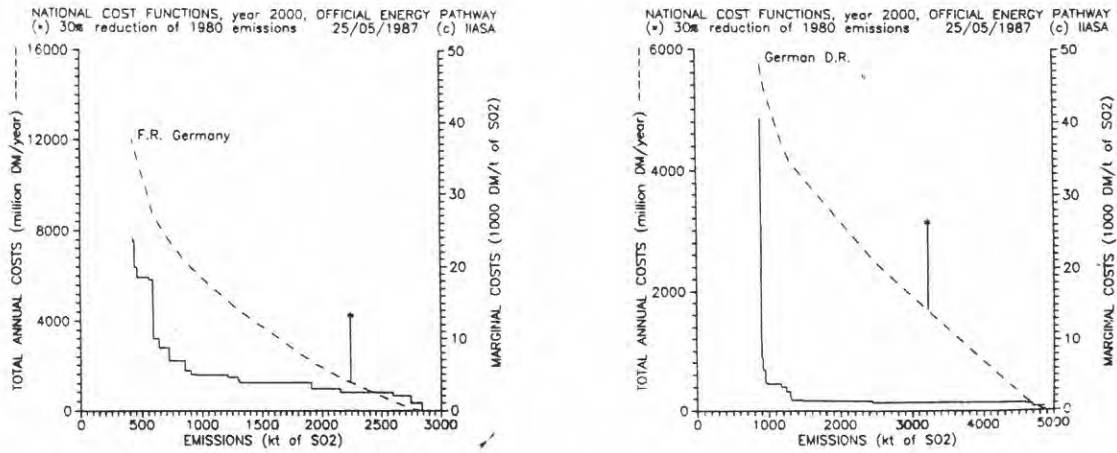 NATIONAL COST FUNCTIONS, year 2000, OFFICIAL ENERGY PATHWAY
(*) 30% reduction of 1980 emissions 25/05/1987 (c) IIASA
TOTAL ANNUAL COSTS (million DM/year)
16000
12000
8000
4000
0
F.R. Germany
*
50
40
30
20
10
0
MARGINAL COSTS (1000 DM/t of SO2)
0 500 1000 1500 2000 2500 3000
EMISSIONS (kt of SO2)
NATIONAL COST FUNCTIONS, year 2000, OFFICIAL ENERGY PATHWAY
(*) 30% reduction of 1980 emissions 25/05/1987 (c) IIASA
TOTAL ANNUAL COSTS (million DM/year)
6000
4000
2000
0
German D.R.
*
50
40
30
20
10
0
MARGINAL COSTS (1000 DM/t of SO2)
0 1000 2000 3000 4000 5000
EMISSIONS (kt of SO2)